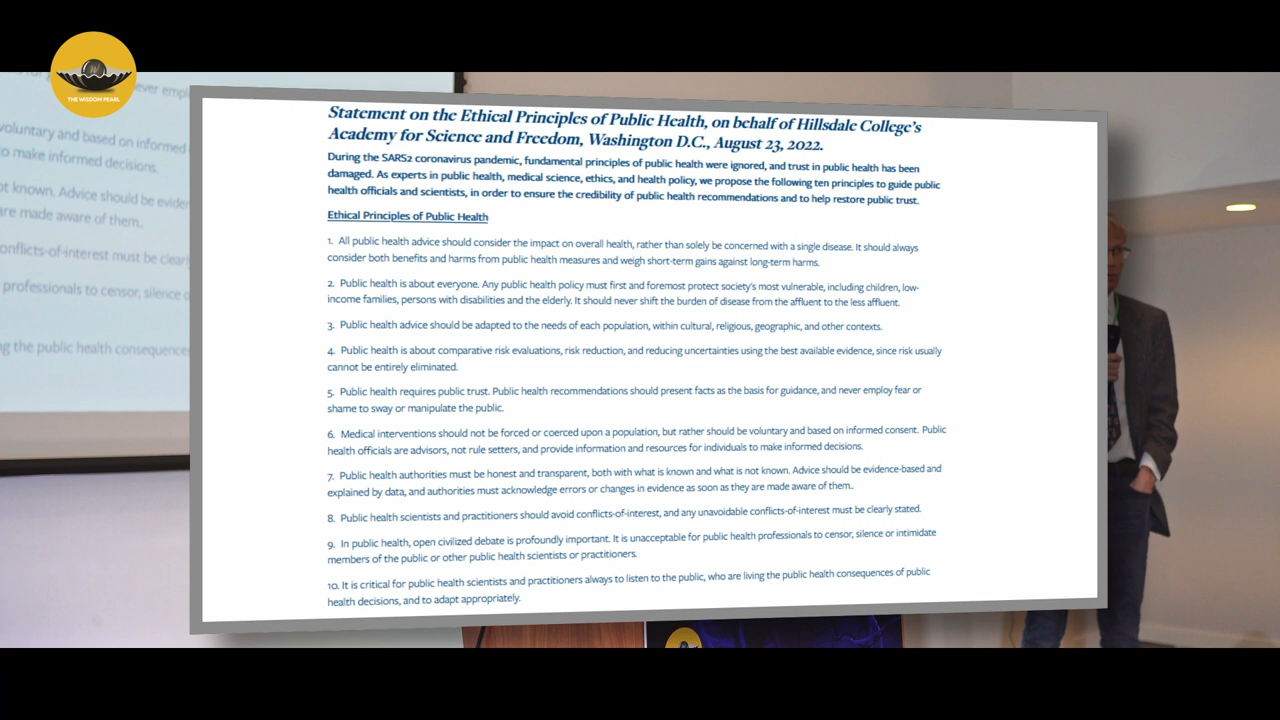 THE WISDOM PEARL
ever empl
voluntary and based on informed
to make informed decisions.
ot known. Advice should be eviden
are made aware of them..
onflicts-of-interest must be clearl
professionals to censor, silence o
ng the public health consequences
Statement on the Ethical Principles of Public Health, on behalf of Hillsdale College's
Academy for Science and Freedom, Washington D.C., August 23, 2022.
During the SARS2 coronavirus pandemic, fundamental principles of public health were ignored, and trust in public health has been
damaged. As experts in public health, medical science, ethics, and health policy, we propose the following ten principles to guide public
health officials and scientists, in order to ensure the credibility of public health recommendations and to help restore public trust.
Ethical Principles of Public Health
1. All public health advice should consider the impact on overall health, rather than solely be concerned with a single disease. It should always
consider both benefits and harms from public health measures and weigh short-term gains against long-term harms.
2. Public health is about everyone. Any public health policy must first and foremost protect society's most vulnerable, including children, low-
income families, persons with disabilities and the elderly. It should never shift the burden of disease from the affluent to the less affluent.
3. Public health advice should be adapted to the needs of each population, within cultural, religious, geographic, and other contexts.
4. Public health is about comparative risk evaluations, risk reduction, and reducing uncertainties using the best available evidence, since risk usually
cannot be entirely eliminated.
5. Public health requires public trust. Public health recommendations should present facts as the basis for guidance, and never employ fear or
shame to sway or manipulate the public.
6. Medical interventions should not be forced or coerced upon a population, but rather should be voluntary and based on informed consent. Public
health officials are advisors, not rule setters, and provide information and resources for individuals to make informed decisions.
7. Public health authorities must be honest and transparent, both with what is known and what is not known. Advice should be evidence-based and
explained by data, and authorities must acknowledge errors or changes in evidence as soon as they are made aware of them..
8. Public health scientists and practitioners should avoid conflicts-of-interest, and any unavoidable conflicts-of-interest must be clearly stated.
9. In public health, open civilized debate is profoundly important. It is unacceptable for public health professionals to censor, silence or intimidate
members of the public or other public health scientists or practitioners.
10. It is critical for public health scientists and practitioners always to listen to the public, who are living the public health consequences of public
health decisions, and to adapt appropriately.